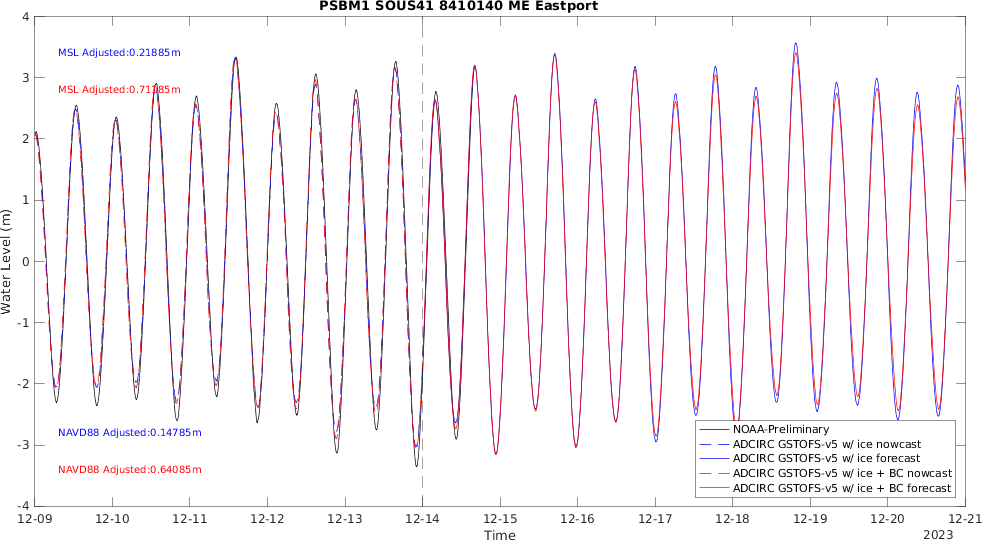 PSBM1 SOUS41 8410140 ME Eastport
MSL Adjusted:0.21885m
MSL Adjusted:0.71185m
NAVD88 Adjusted:0.14785m
NAVD88 Adjusted:0.64085m
Water Level (m)
4
3
2
1
0
-1
-2
-3
-4
NOAA-Preliminary
ADCIRC GSTOFS-v5 w/ ice nowcast
ADCIRC GSTOFS-v5 w/ ice forecast
ADCIRC GSTOFS-v5 w/ ice + BC nowcast
ADCIRC GSTOFS-v5 w/ ice + BC forecast
12-09 12-10 12-11 12-12 12-13 12-14 12-15 12-16 12-17 12-18 12-19 12-20 12-21
Time
2023